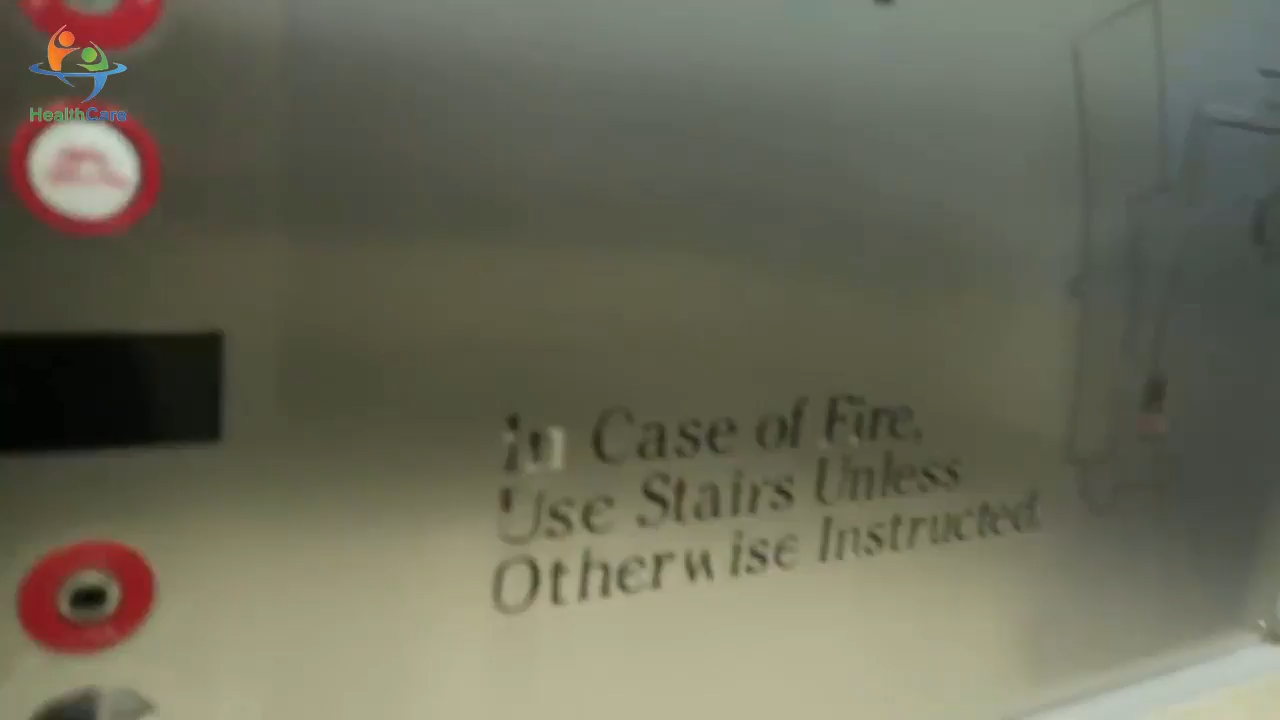 HealthCare
In Case of Fire,
Use Stairs Unless
Otherwise Instructed.